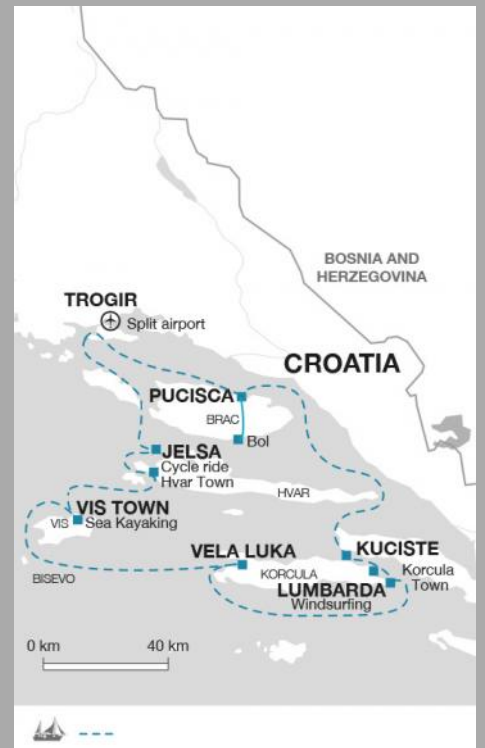 BOSNIA AND
HERZEGOVINA
TROGIR
Split airport
CROATIA
PUCISCA
BRAC
Bol
JELSA
Cycle ride
Hvar Town
HVAR
VIS TOWN
VIS
Sea Kayaking
VELA LUKA
KUCISTE
BISEVO
KORCULA
Korcula
Town
LUMBARDA
Windsurfing
0 km
40 km